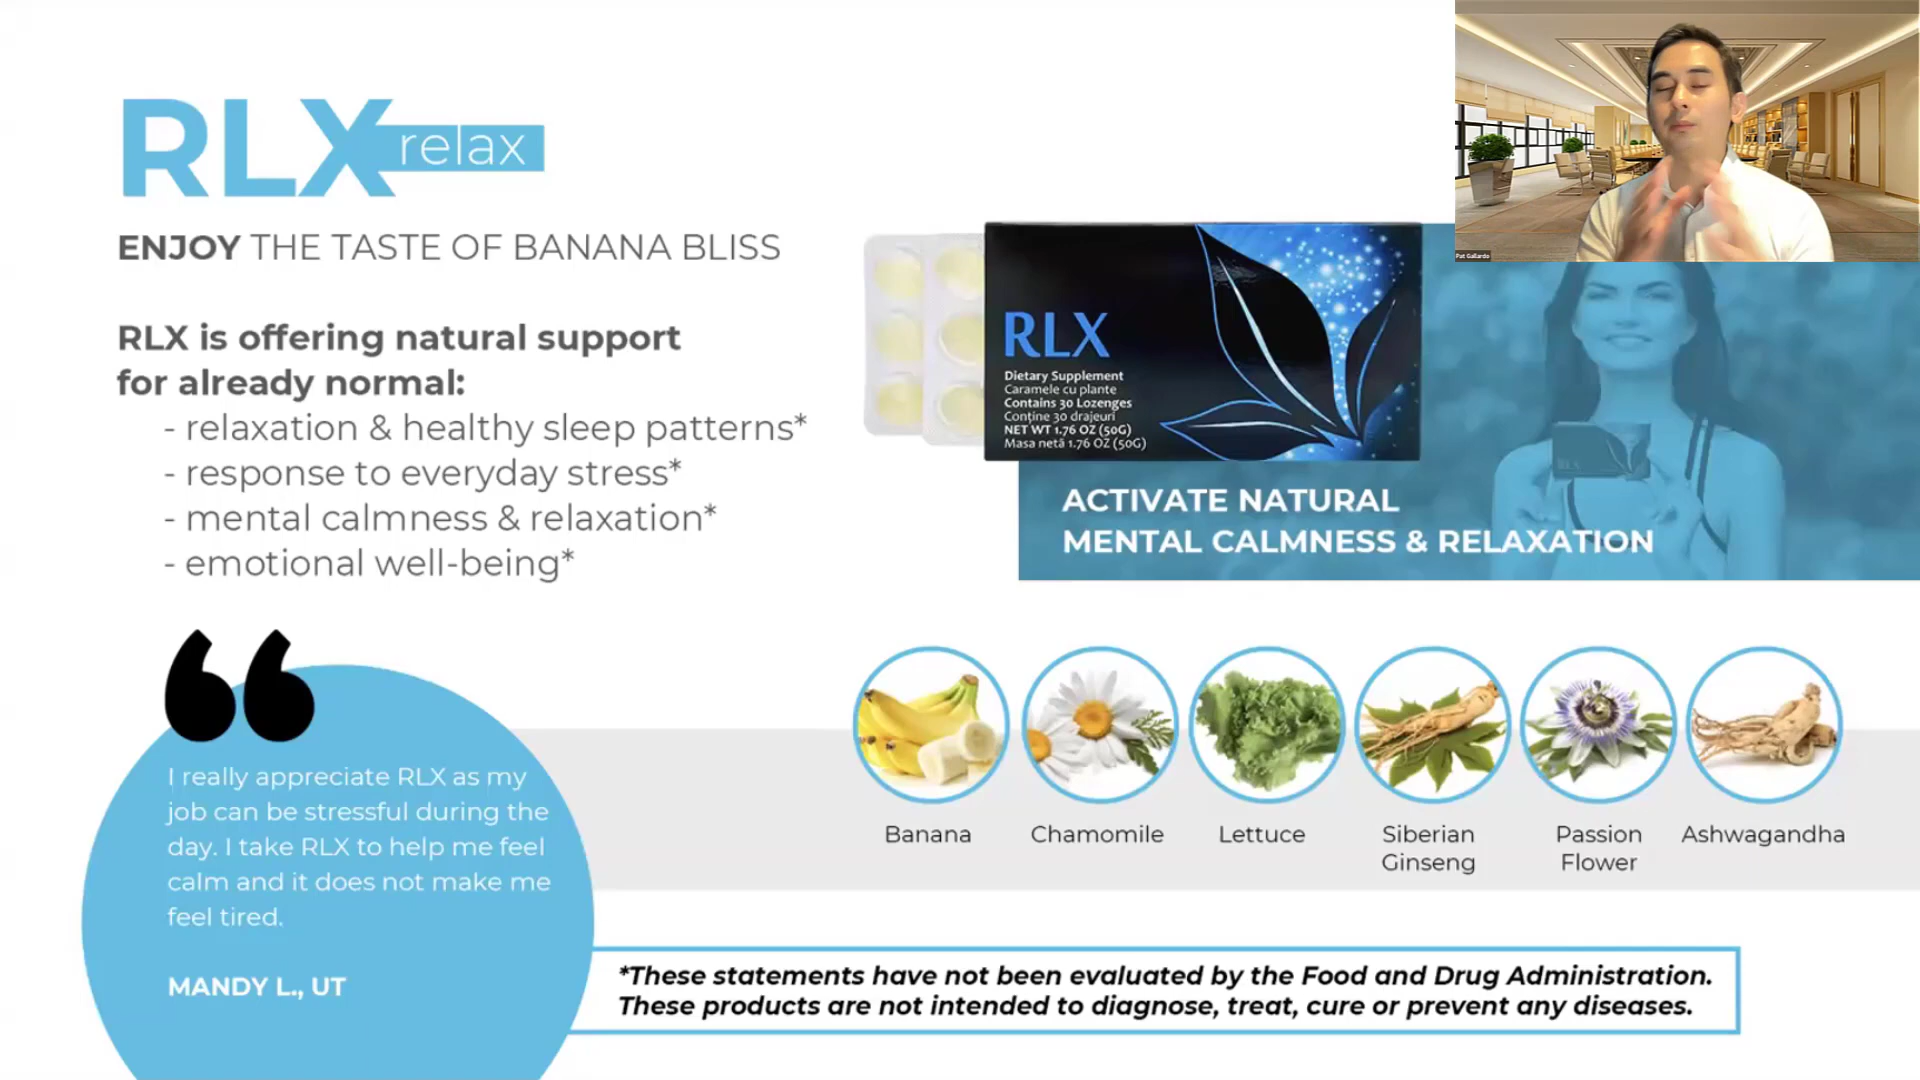 RLX relax
ENJOY THE TASTE OF BANANA BLISS
RLX is offering natural support
for already normal:
- relaxation & healthy sleep patterns*
- response to everyday stress*
- mental calmness & relaxation*
- emotional well-being*
Pat Gallardo
RLX
Dietary Supplement
Caramele cu plante
Contains 30 Lozenges
Conține 30 drajeuri
NET WT 1.76 OZ (50G)
Masa netă 1.76 OZ (50G)
RLX
ACTIVATE NATURAL
MENTAL CALMNESS & RELAXATION
I really appreciate RLX as my
job can be stressful during the
day. I take RLX to help me feel
calm and it does not make me
feel tired.
MANDY L., UT
Banana
Chamomile
Lettuce
Siberian
Ginseng
Passion
Flower
Ashwagandha
*These statements have not been evaluated by the Food and Drug Administration.
These products are not intended to diagnose, treat, cure or prevent any diseases.